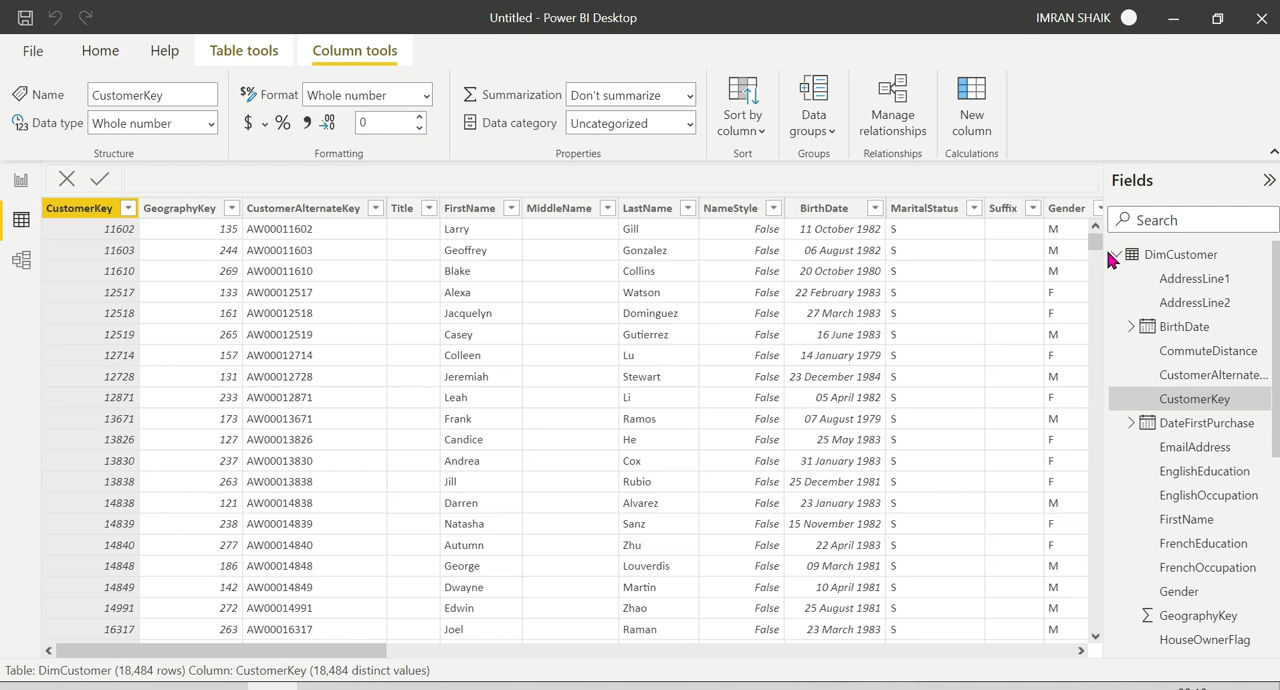 Untitled - Power BI Desktop
IMRAN SHAIK
File Home Help Table tools Column tools
Name CustomerKey
Data type Whole number
Structure
$% Format Whole number
$ % 0
Formatting
Summarization Don't summarize
Data category Uncategorized
Properties
Sort by column
Sort
Data groups
Groups
Manage relationships
Relationships
New column
Calculations
CustomerKey GeographyKey CustomerAlternateKey Title FirstName MiddleName LastName NameStyle BirthDate MaritalStatus Suffix Gender
11602 135 AW00011602 Larry Gill False 11 October 1982 S M
11603 244 AW00011603 Geoffrey Gonzalez False 06 August 1982 S M
11610 269 AW00011610 Blake Collins False 20 October 1980 S M
12517 133 AW00012517 Alexa Watson False 22 February 1983 S F
12518 161 AW00012518 Jacquelyn Dominguez False 27 March 1983 S F
12519 265 AW00012519 Casey Gutierrez False 16 June 1983 S M
12714 157 AW00012714 Colleen Lu False 14 January 1979 S F
12728 131 AW00012728 Jeremiah Stewart False 23 December 1984 S M
12871 233 AW00012871 Leah Li False 05 April 1982 S F
13671 173 AW00013671 Frank Ramos False 07 August 1979 S M
13826 127 AW00013826 Candice He False 25 May 1983 S F
13830 237 AW00013830 Andrea Cox False 31 January 1983 S F
13838 263 AW00013838 Jill Rubio False 25 December 1981 S F
14838 121 AW00014838 Darren Alvarez False 23 January 1983 S M
14839 238 AW00014839 Natasha Sanz False 15 November 1982 S F
14840 277 AW00014840 Autumn Zhu False 22 April 1983 S F
14848 186 AW00014848 George Louverdis False 09 March 1981 S M
14849 142 AW00014849 Dwayne Martin False 10 April 1981 S M
14991 272 AW00014991 Edwin Zhao False 25 August 1981 S M
16317 263 AW00016317 Joel Raman False 23 March 1983 S M
Fields
Search
DimCustomer
AddressLine1
AddressLine2
BirthDate
CommuteDistance
CustomerAlternate...
CustomerKey
DateFirstPurchase
EmailAddress
EnglishEducation
EnglishOccupation
FirstName
FrenchEducation
FrenchOccupation
Gender
∑ GeographyKey
HouseOwnerFlag
Table: DimCustomer (18,484 rows) Column: CustomerKey (18,484 distinct values)